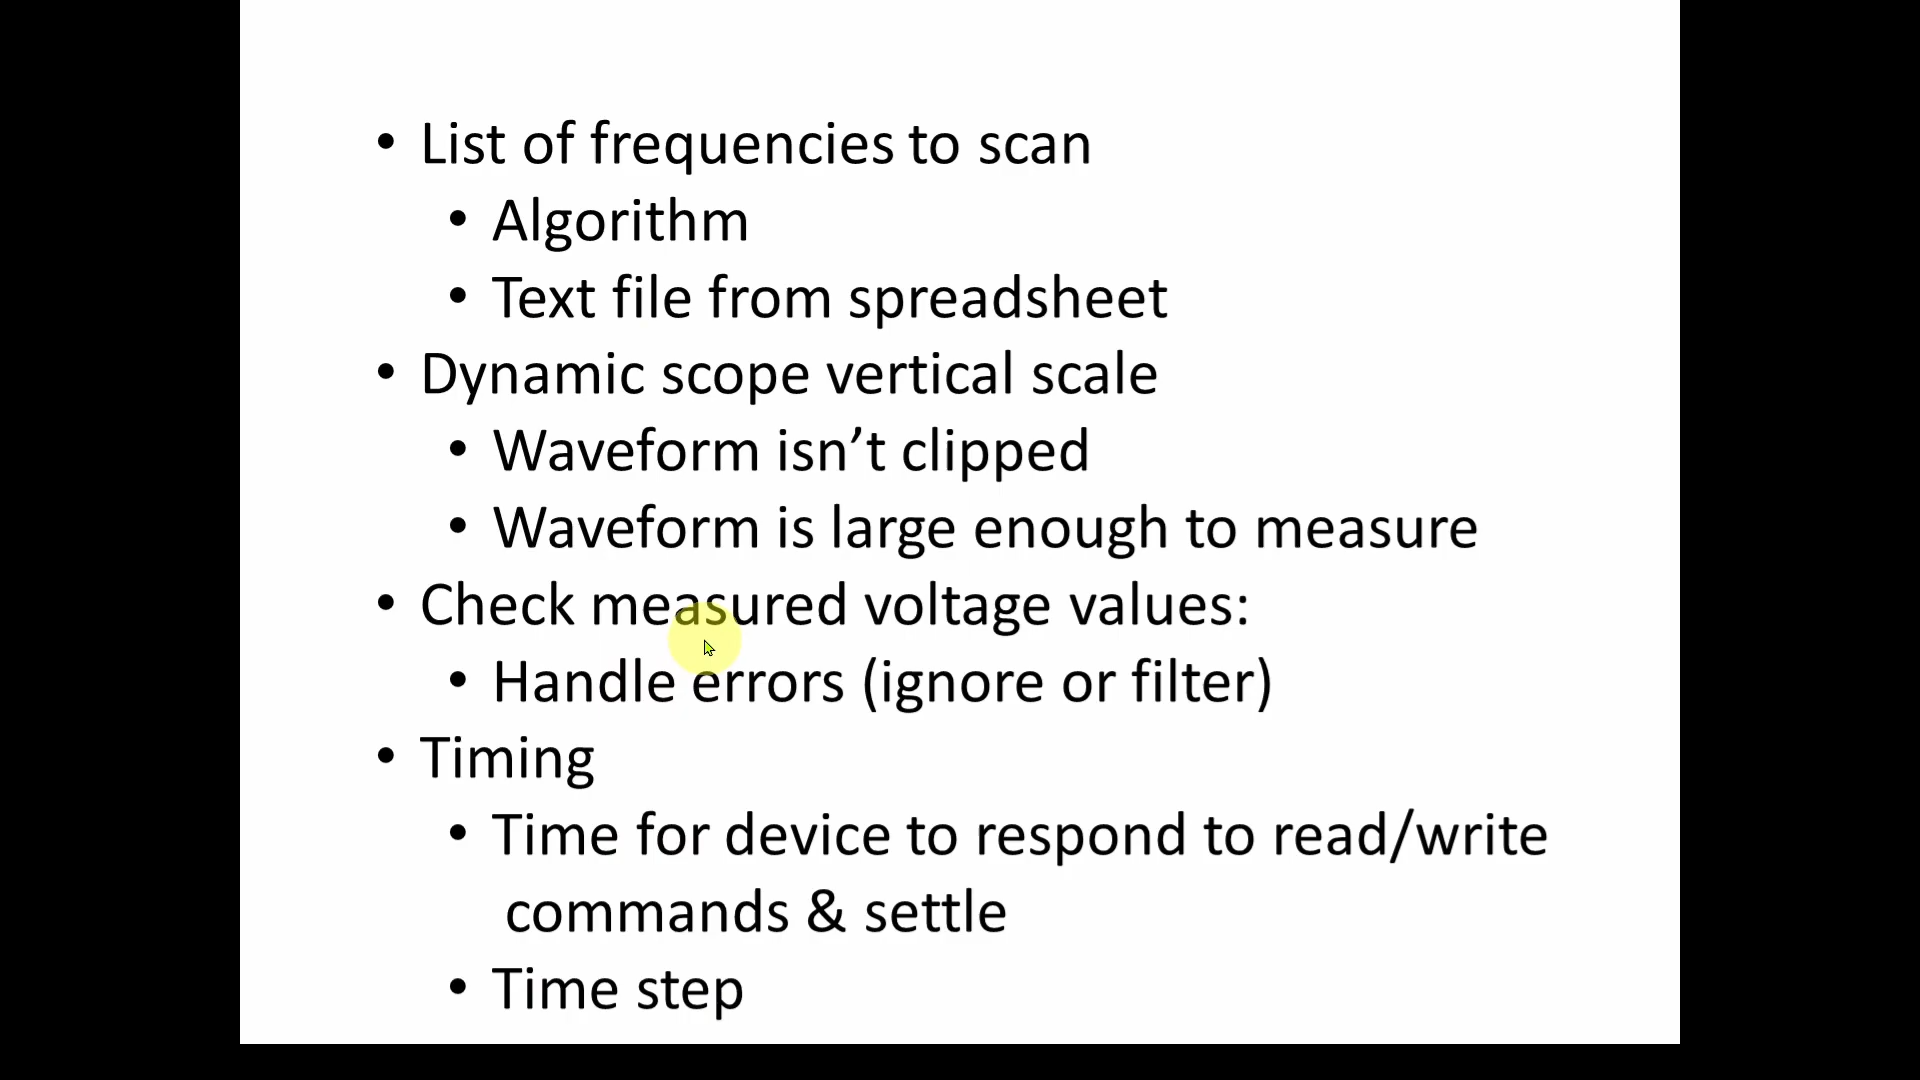 • List of frequencies to scan
• Algorithm
• Text file from spreadsheet
• Dynamic scope vertical scale
• Waveform isn’t clipped
• Waveform is large enough to measure
• Check measured voltage values:
• Handle errors (ignore or filter)
• Timing
• Time for device to respond to read/write
commands & settle
• Time step